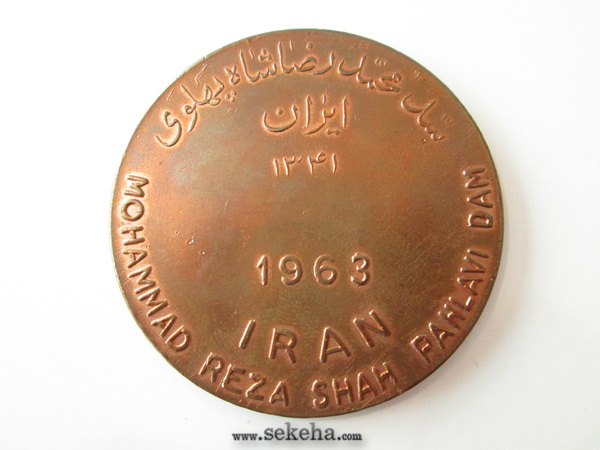 سد محمد رضا شاه پهلوی
ایران
۱۳۴۱
1963
IRAN
MOHAMMAD REZA SHAH PAHLAVI DAM
www.sekeha.com